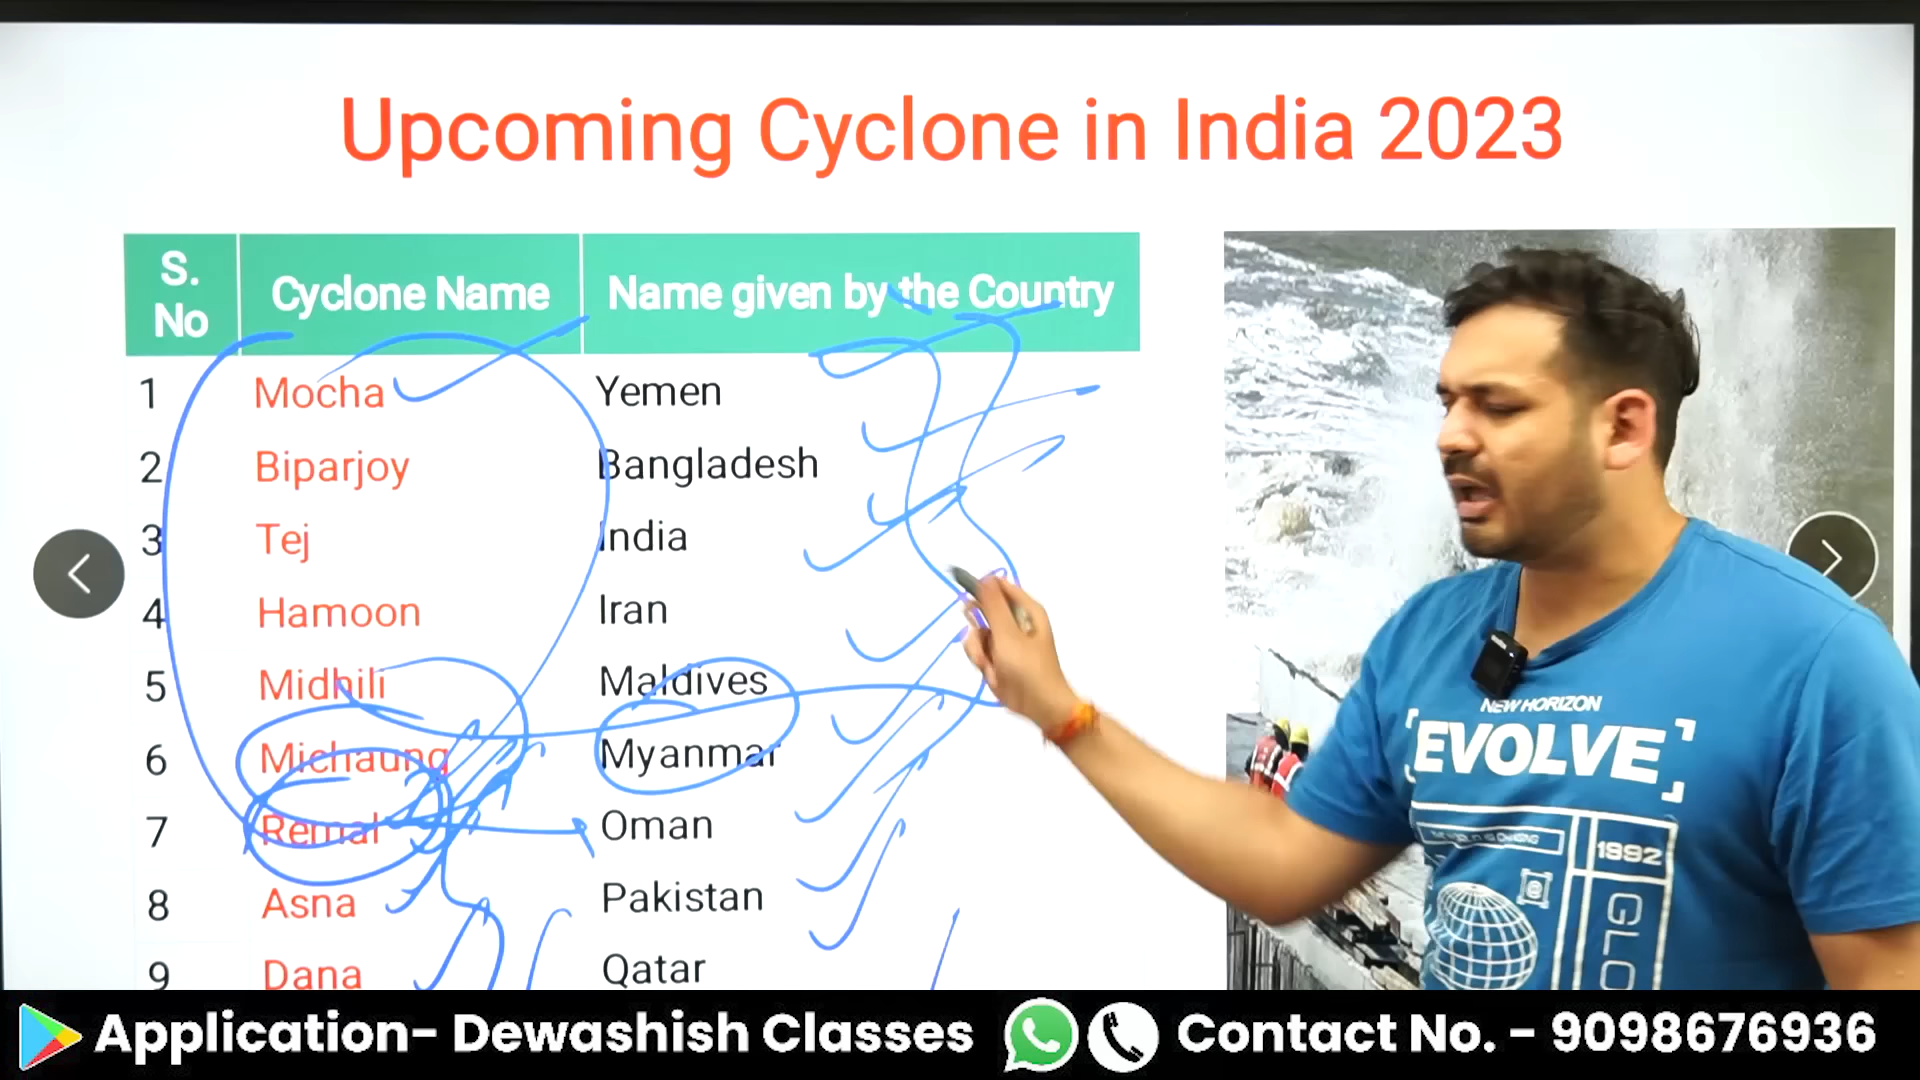 Upcoming Cyclone in India 2023
S. No Cyclone Name Name given by the Country
1 Mocha Yemen
2 Biparjoy Bangladesh
3 Tej India
4 Hamoon Iran
5 Midhili Maldives
6 Michaung Myanmar
7 Remal Oman
8 Asna Pakistan
9 Dana Qatar
NEW HORIZON
EVOLVE
1992
GLO
Application- Dewashish Classes Contact No. - 9098676936